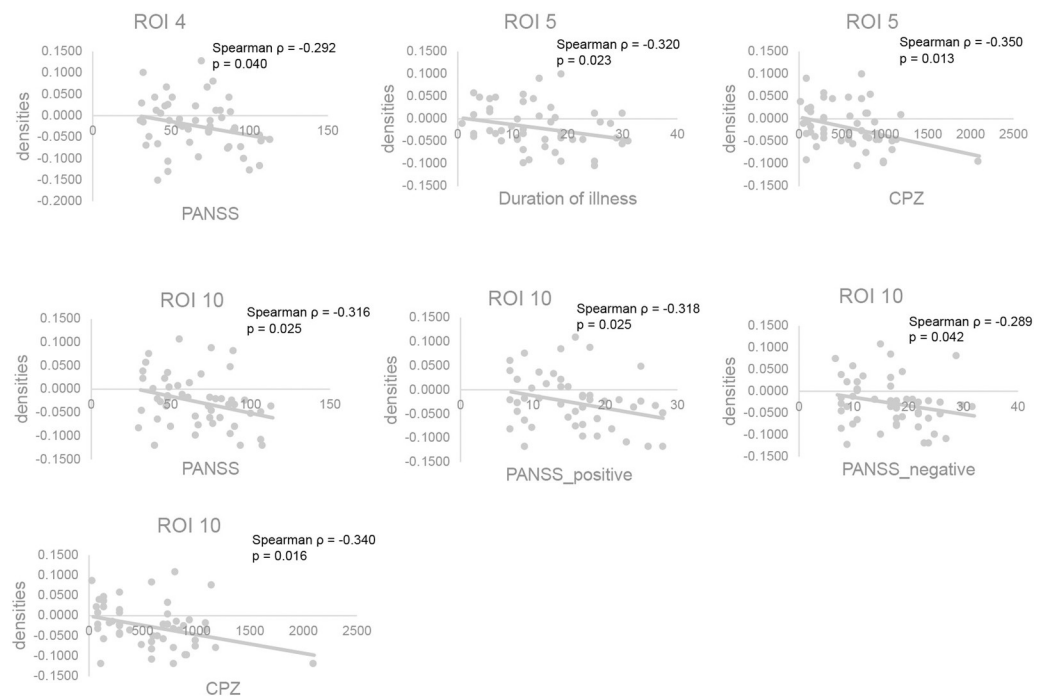 ROI 4
Spearman ρ = -0.292
p = 0.040
densities
0.1500
0.1000
0.0500
0.0000
-0.0500
-0.1000
-0.1500
-0.2000
0 50 100 150
PANSS
ROI 5
Spearman ρ = -0.320
p = 0.023
densities
0.1500
0.1000
0.0500
0.0000
-0.0500
-0.1000
-0.1500
0 10 20 30 40
Duration of illness
ROI 5
Spearman ρ = -0.350
p = 0.013
densities
0.1500
0.1000
0.0500
0.0000
-0.0500
-0.1000
-0.1500
0 500 1000 1500 2000 2500
CPZ
ROI 10
Spearman ρ = -0.316
p = 0.025
densities
0.1500
0.1000
0.0500
0.0000
-0.0500
-0.1000
-0.1500
0 50 100 150
PANSS
ROI 10
Spearman ρ = -0.318
p = 0.025
densities
0.1500
0.1000
0.0500
0.0000
-0.0500
-0.1000
-0.1500
0 10 20 30
PANSS_positive
ROI 10
Spearman ρ = -0.289
p = 0.042
densities
0.1500
0.1000
0.0500
0.0000
-0.0500
-0.1000
-0.1500
0 10 20 30 40
PANSS_negative
ROI 10
Spearman ρ = -0.340
p = 0.016
densities
0.1500
0.1000
0.0500
0.0000
-0.0500
-0.1000
-0.1500
0 500 1000 1500 2000 2500
CPZ